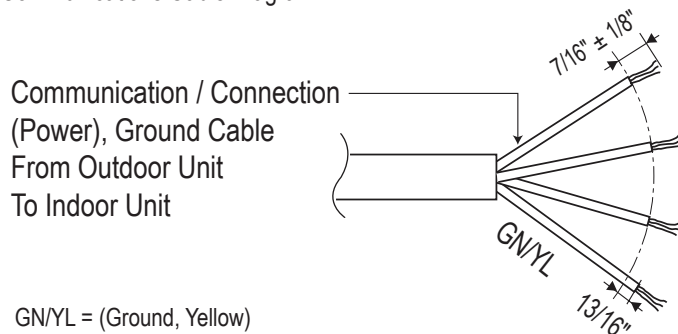 7/16" ± 1/8"
Communication / Connection
(Power), Ground Cable
From Outdoor Unit
To Indoor Unit
GN/YL
13/16"
GN/YL = (Ground, Yellow)